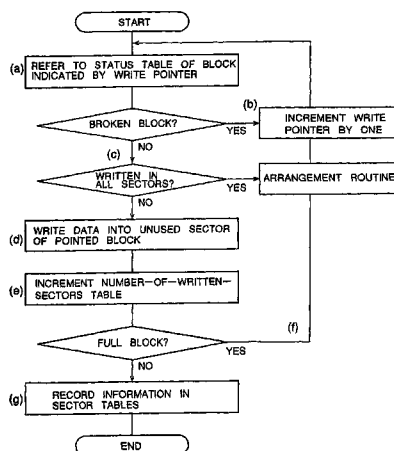 START
(a)
REFER TO STATUS TABLE OF BLOCK
INDICATED BY WRITE POINTER
(b)
BROKEN BLOCK?
YES
INCREMENT WRITE
POINTER BY ONE
NO
(c)
WRITTEN IN
ALL SECTORS?
YES
ARRANGEMENT ROUTINE
NO
(d)
WRITE DATA INTO UNUSED SECTOR
OF POINTED BLOCK
(e)
INCREMENT NUMBER-OF-WRITTEN-
SECTORS TABLE
(f)
FULL BLOCK?
YES
NO
(g)
RECORD INFORMATION IN
SECTOR TABLES
END